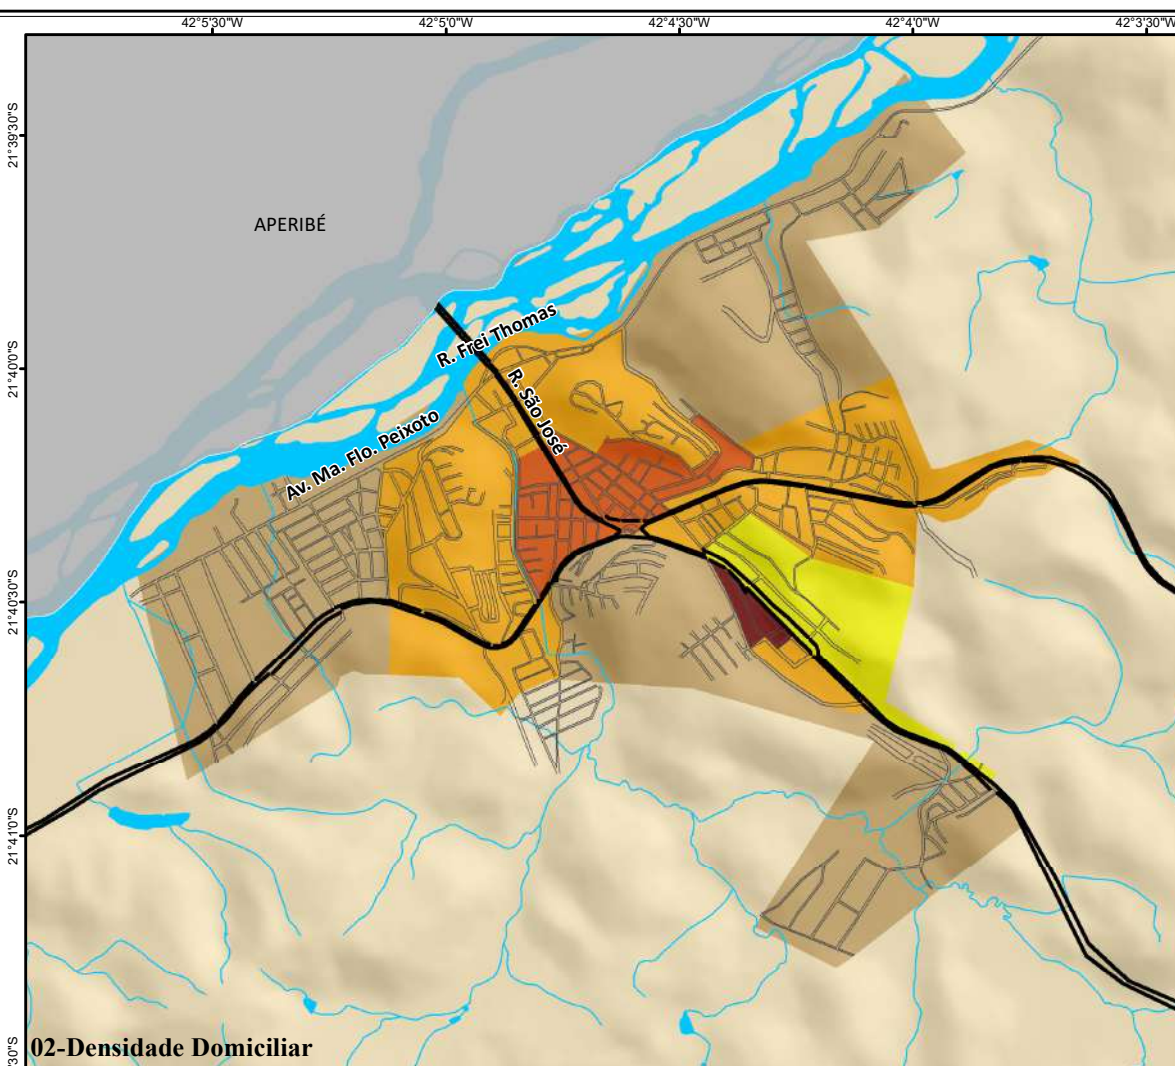 42°5'30"W
42°5'0"W
42°4'30"W
42°4'0"W
42°3'30"W
21°39'30"S
APERIBÉ
R. Frei Thomas
21°40'0"S
R. São José
Av. Ma. Flo. Peixoto
21°40'30"S
21°41'0"S
30"S
02-Densidade Domiciliar